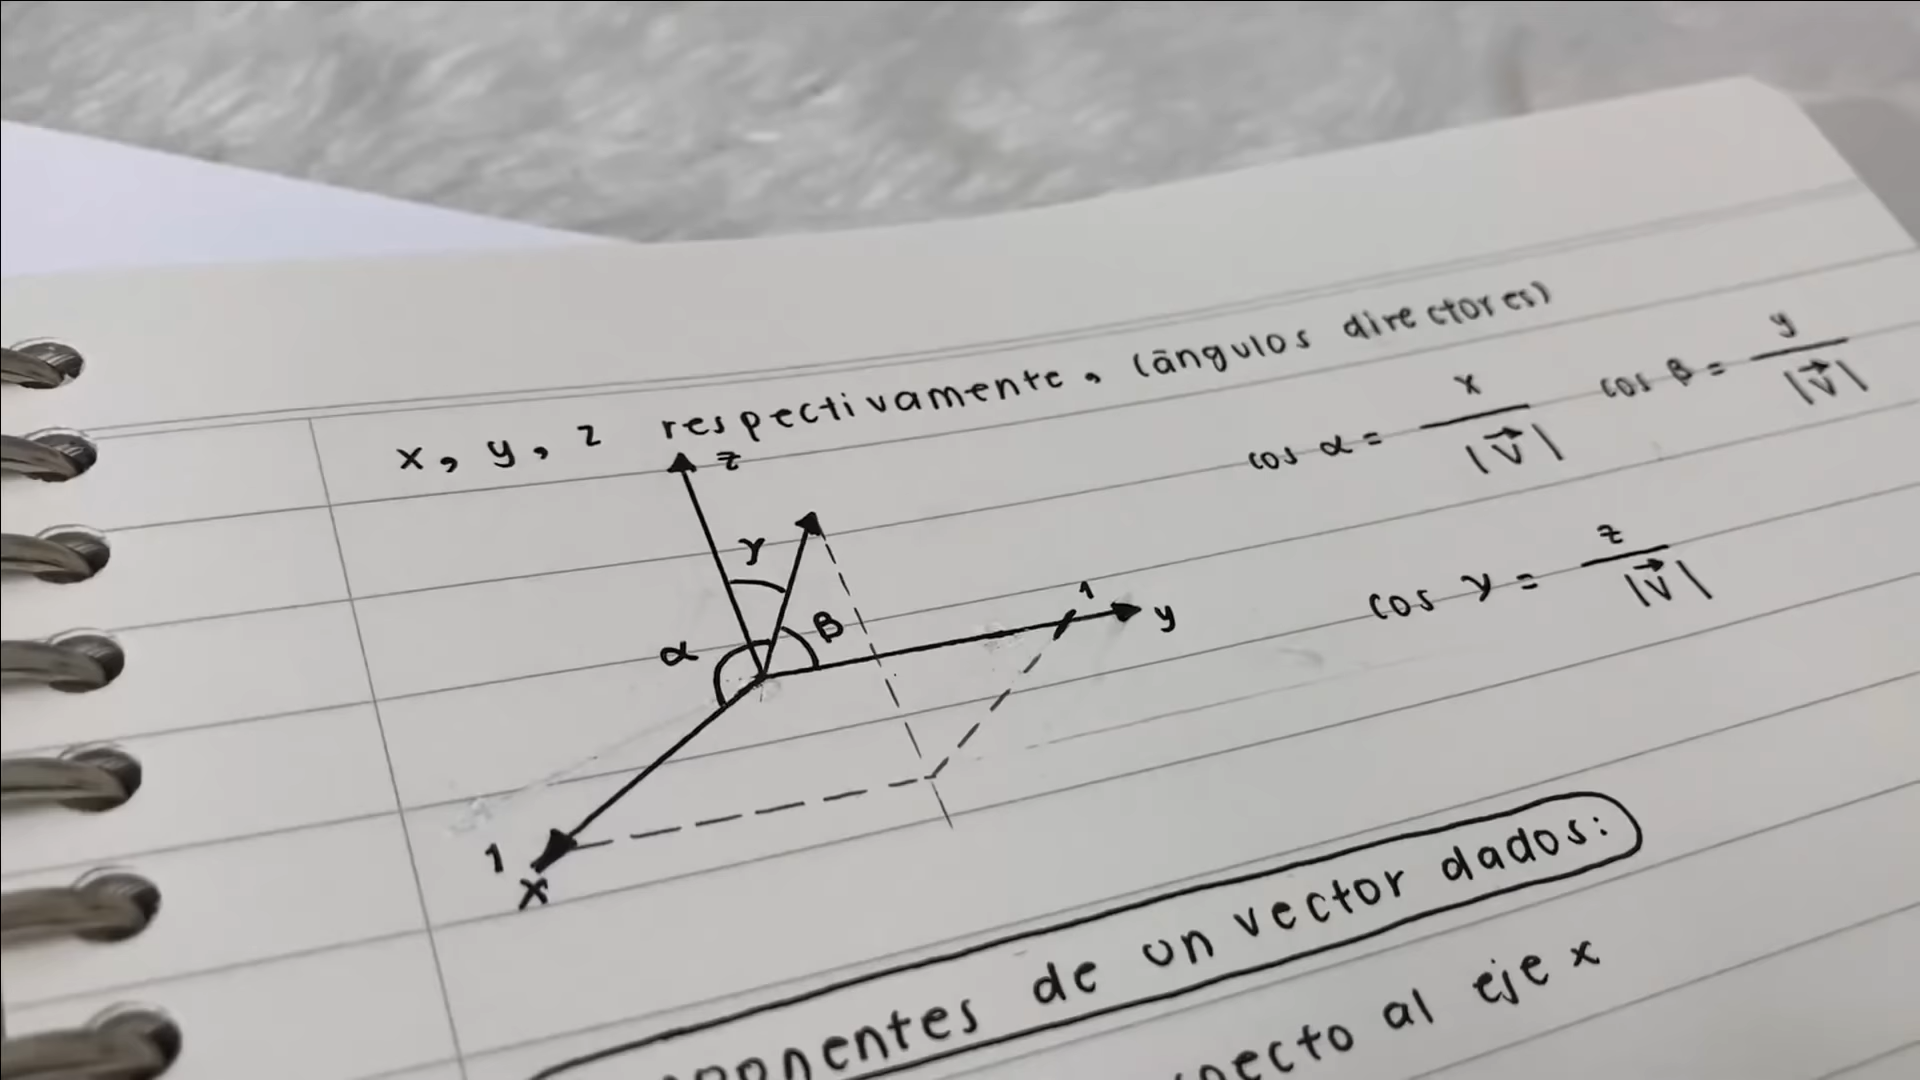 x, y, z respectivamente. (ángulos directores)
cos α = x / |v⃗| cos β = y / |v⃗|
cos γ = z / |v⃗|
z
γ
α
β
1
y
1
x
de un vector dados:
al eje x